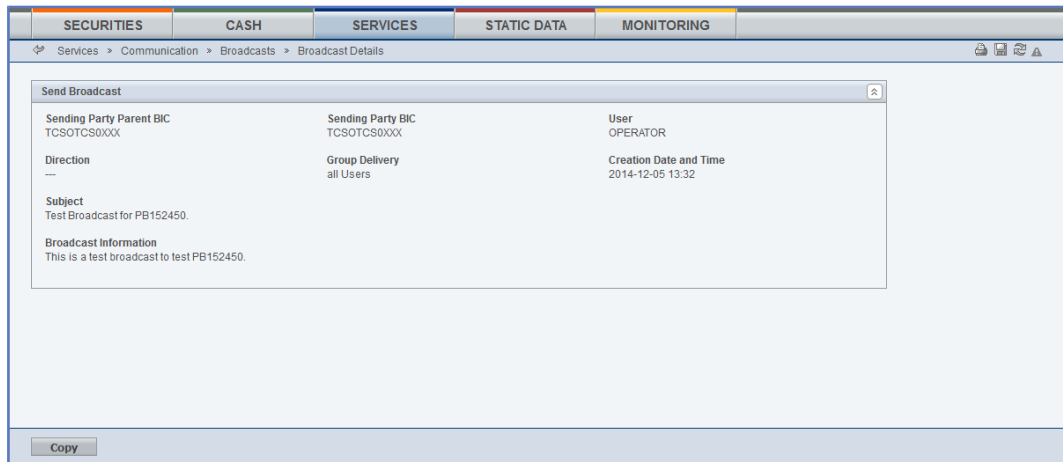 SECURITIES CASH SERVICES STATIC DATA MONITORING
Services » Communication » Broadcasts » Broadcast Details
Send Broadcast
Sending Party Parent BIC Sending Party BIC User
TCSOTCS0XXX TCSOTCS0XXX OPERATOR
Direction Group Delivery Creation Date and Time
--- all Users 2014-12-05 13:32
Subject
Test Broadcast for PB152450.
Broadcast Information
This is a test broadcast to test PB152450.
Copy